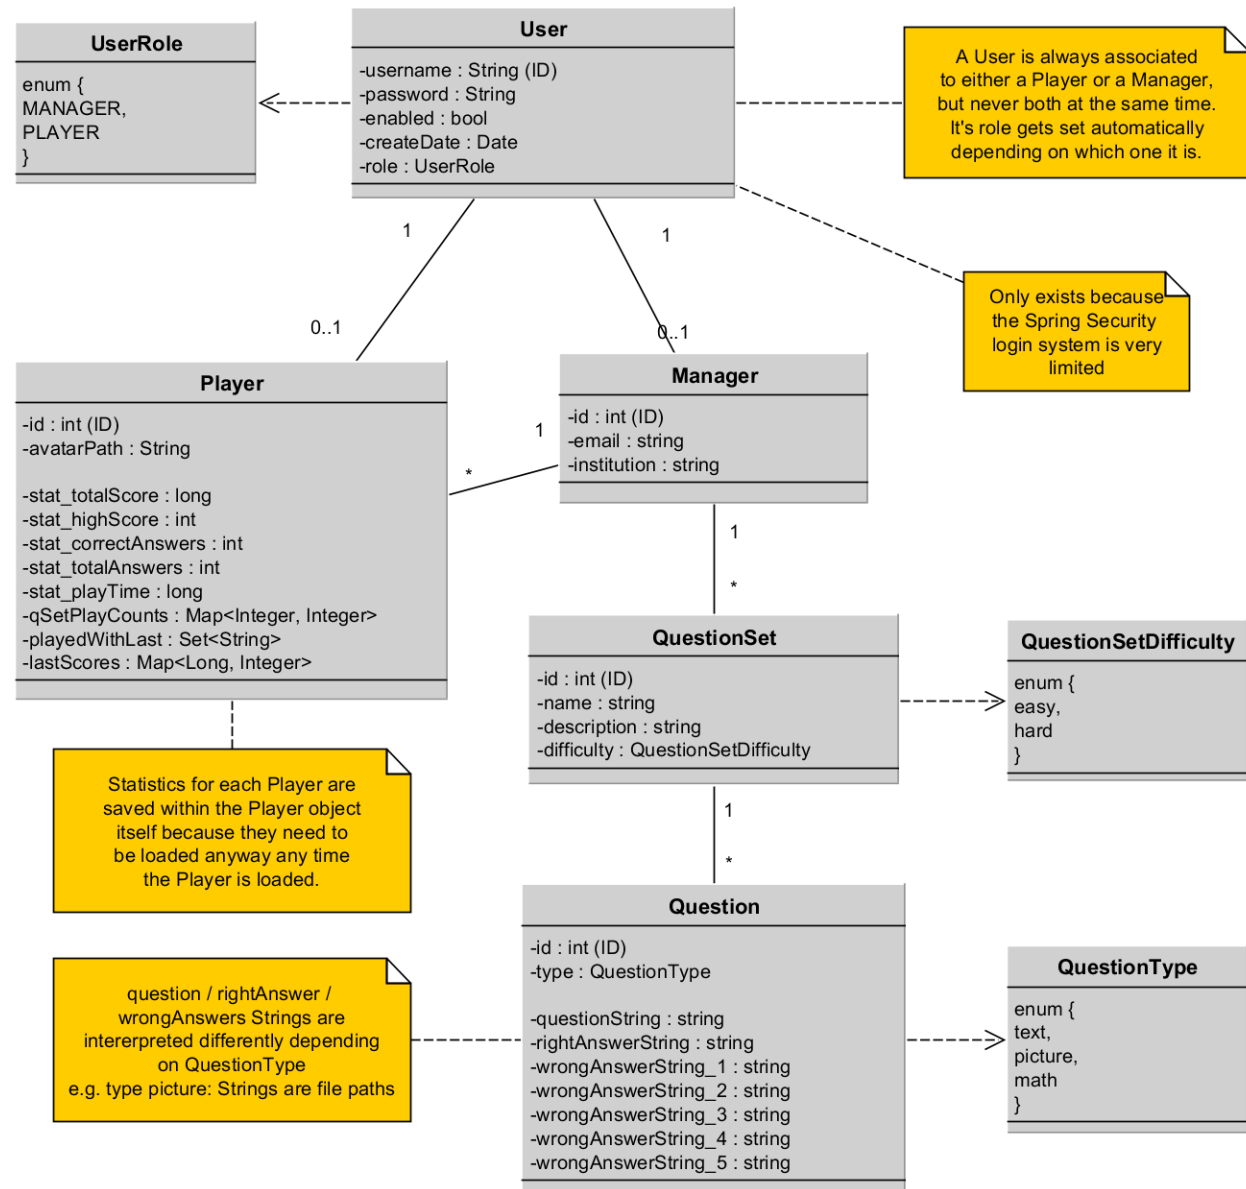 UserRole
enum {
MANAGER,
PLAYER
}
User
-username : String (ID)
-password : String
-enabled : bool
-createDate : Date
-role : UserRole
A User is always associated
to either a Player or a Manager,
but never both at the same time.
It's role gets set automatically
depending on which one it is.
Only exists because
the Spring Security
login system is very
limited
1
0..1
1
0..1
Player
-id : int (ID)
-avatarPath : String
-stat_totalScore : long
-stat_highScore : int
-stat_correctAnswers : int
-stat_totalAnswers : int
-stat_playTime : long
-qSetPlayCounts : Map<Integer, Integer>
-playedWithLast : Set<String>
-lastScores : Map<Long, Integer>
Manager
-id : int (ID)
-email : string
-institution : string
1
*
1
*
QuestionSet
-id : int (ID)
-name : string
-description : string
-difficulty : QuestionSetDifficulty
QuestionSetDifficulty
enum {
easy,
hard
}
Statistics for each Player are
saved within the Player object
itself because they need to
be loaded anyway any time
the Player is loaded.
1
*
Question
-id : int (ID)
-type : QuestionType
-questionString : string
-rightAnswerString : string
-wrongAnswerString_1 : string
-wrongAnswerString_2 : string
-wrongAnswerString_3 : string
-wrongAnswerString_4 : string
-wrongAnswerString_5 : string
QuestionType
enum {
text,
picture,
math
}
question / rightAnswer /
wrongAnswers Strings are
intererpreted differently depending
on QuestionType
e.g. type picture: Strings are file paths